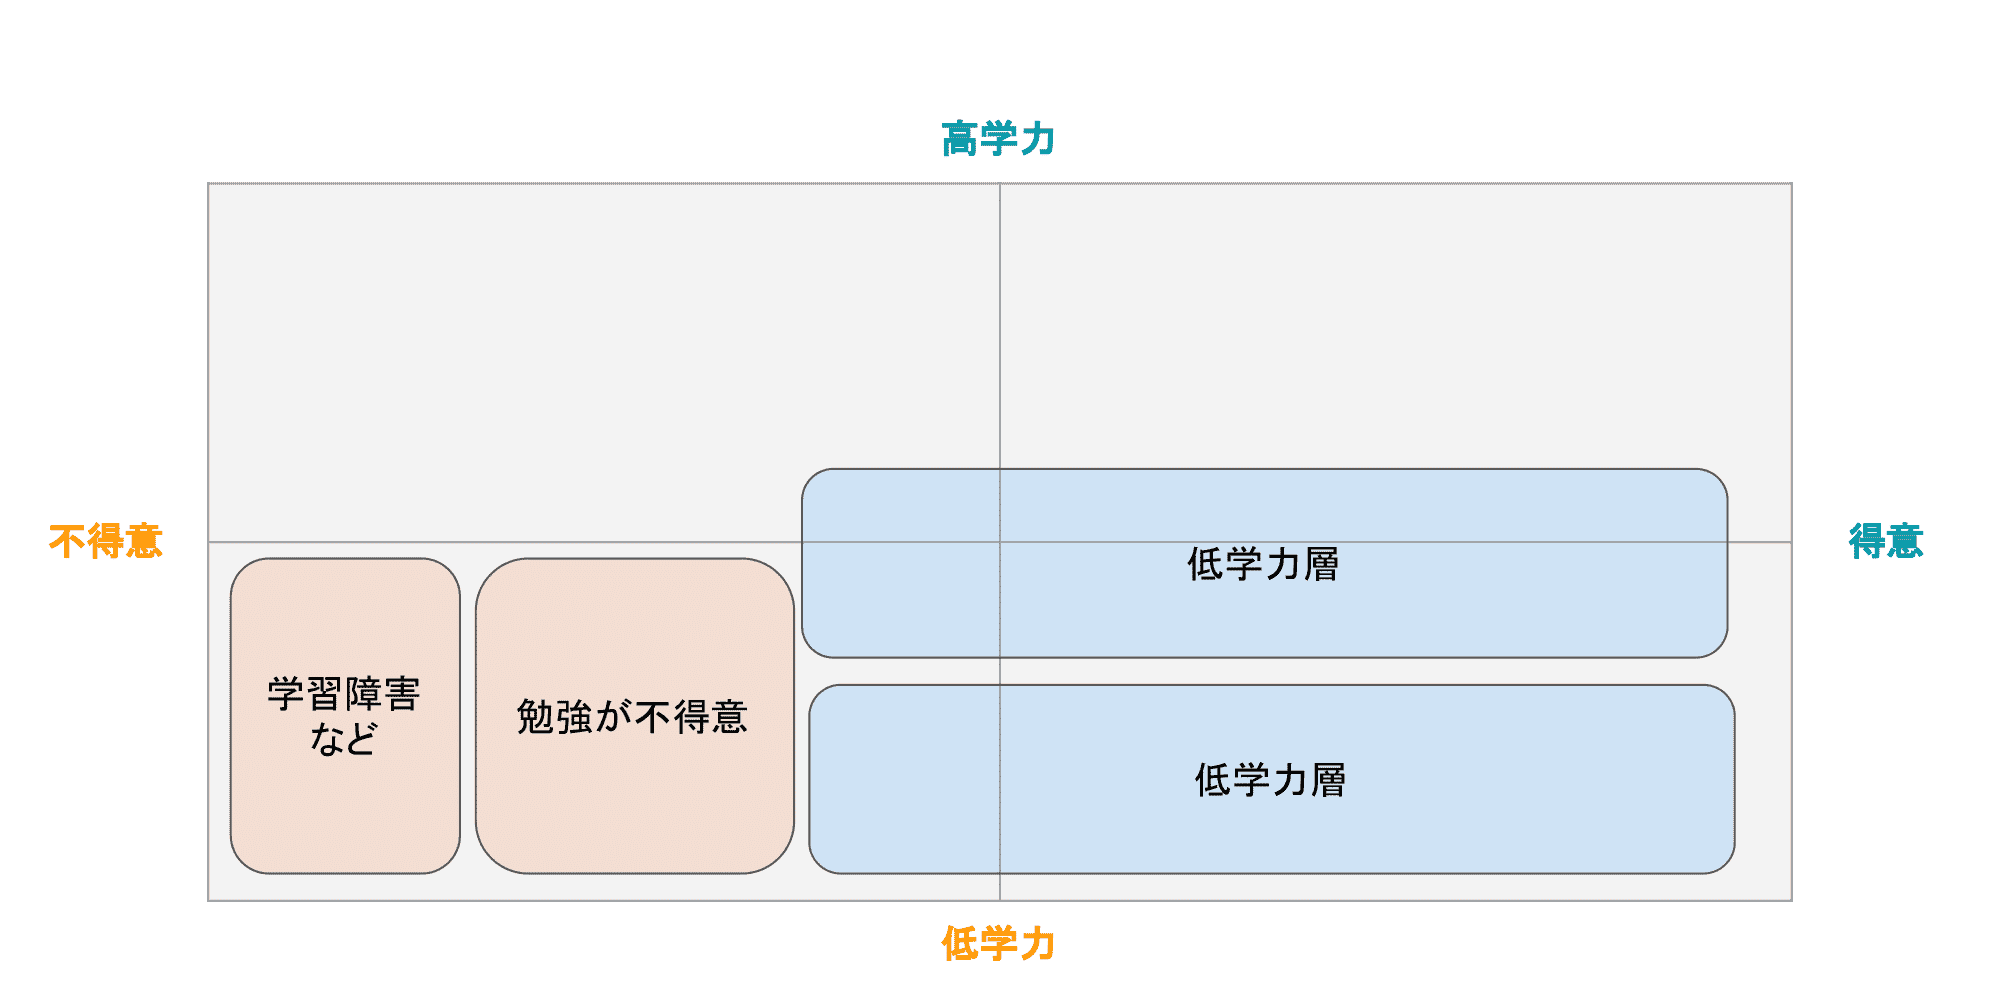 高学力
不得意
得意
低学力層
学習障害
など
勉強が不得意
低学力層
低学力